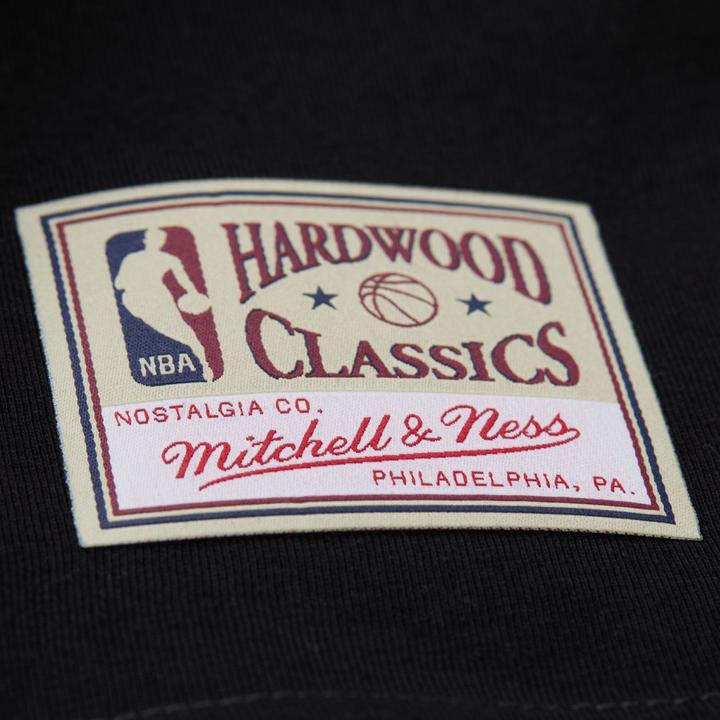 HARDWOOD
CLASSICS
NBA
NOSTALGIA CO.
Mitchell & Ness
PHILADELPHIA, PA.